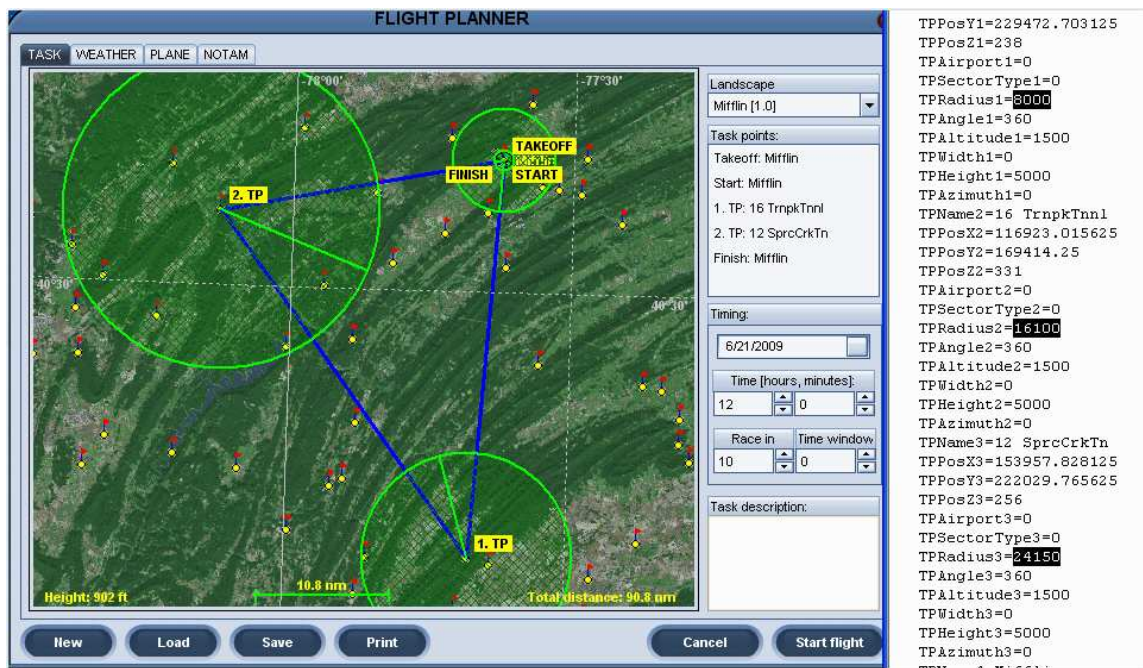 FLIGHT PLANNER
TASK WEATHER PLANE NOTAM
-78°00'
-77°30'
TAKEOFF
FINISH START
2. TP
40°30'
40°30'
1. TP
10.8 nm
Height: 902 ft
Total distance: 90.8 nm
Landscape
Mifflin [1.0]
Task points:
Takeoff: Mifflin
Start: Mifflin
1. TP: 16 TrnpkTnnl
2. TP: 12 SprcCrkTn
Finish: Mifflin
Timing:
6/21/2009
Time [hours, minutes]:
12 0
Race in Time window
10 0
Task description:
New Load Save Print Cancel Start flight
TPPosY1=229472.703125
TPPosZ1=238
TPAirport1=0
TPSectorType1=0
TPRadius1=8000
TPAngle1=360
TPAltitude1=1500
TPWidth1=0
TPHeight1=5000
TPAzimuth1=0
TPName2=16 TrnpkTnnl
TPPosX2=116923.015625
TPPosY2=169414.25
TPPosZ2=331
TPAirport2=0
TPSectorType2=0
TPRadius2=16100
TPAngle2=360
TPAltitude2=1500
TPWidth2=0
TPHeight2=5000
TPAzimuth2=0
TPName3=12 SprcCrkTn
TPPosX3=153957.828125
TPPosY3=222029.765625
TPPosZ3=256
TPAirport3=0
TPSectorType3=0
TPRadius3=24150
TPAngle3=360
TPAltitude3=1500
TPWidth3=0
TPHeight3=5000
TPAzimuth3=0